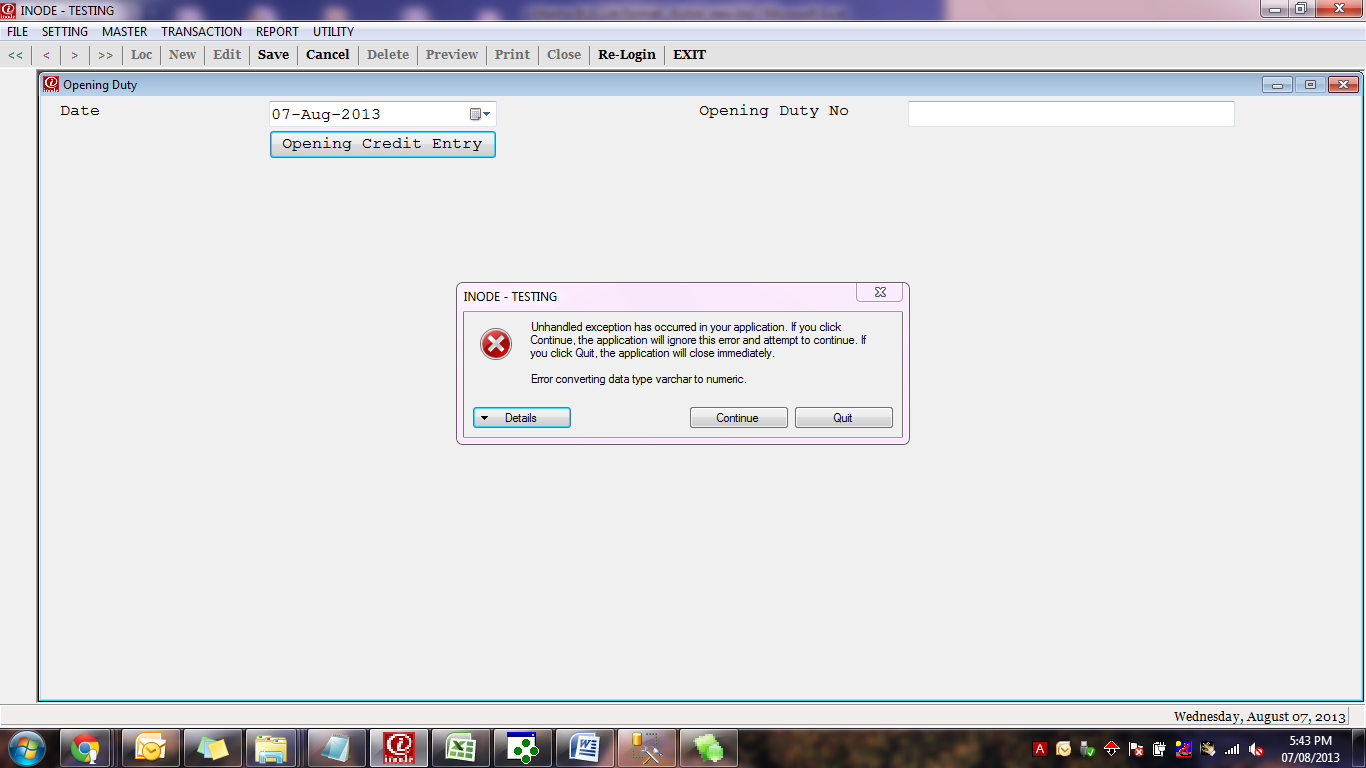 INODE - TESTING
FILE SETTING MASTER TRANSACTION REPORT UTILITY
<< < > >> Loc New Edit Save Cancel Delete Preview Print Close Re-Login EXIT
Opening Duty
Date 07-Aug-2013 Opening Duty No
Opening Credit Entry
INODE - TESTING
Unhandled exception has occurred in your application. If you click
Continue, the application will ignore this error and attempt to continue. If
you click Quit, the application will close immediately.
Error converting data type varchar to numeric.
Details Continue Quit
Wednesday, August 07, 2013
5:43 PM
07/08/2013